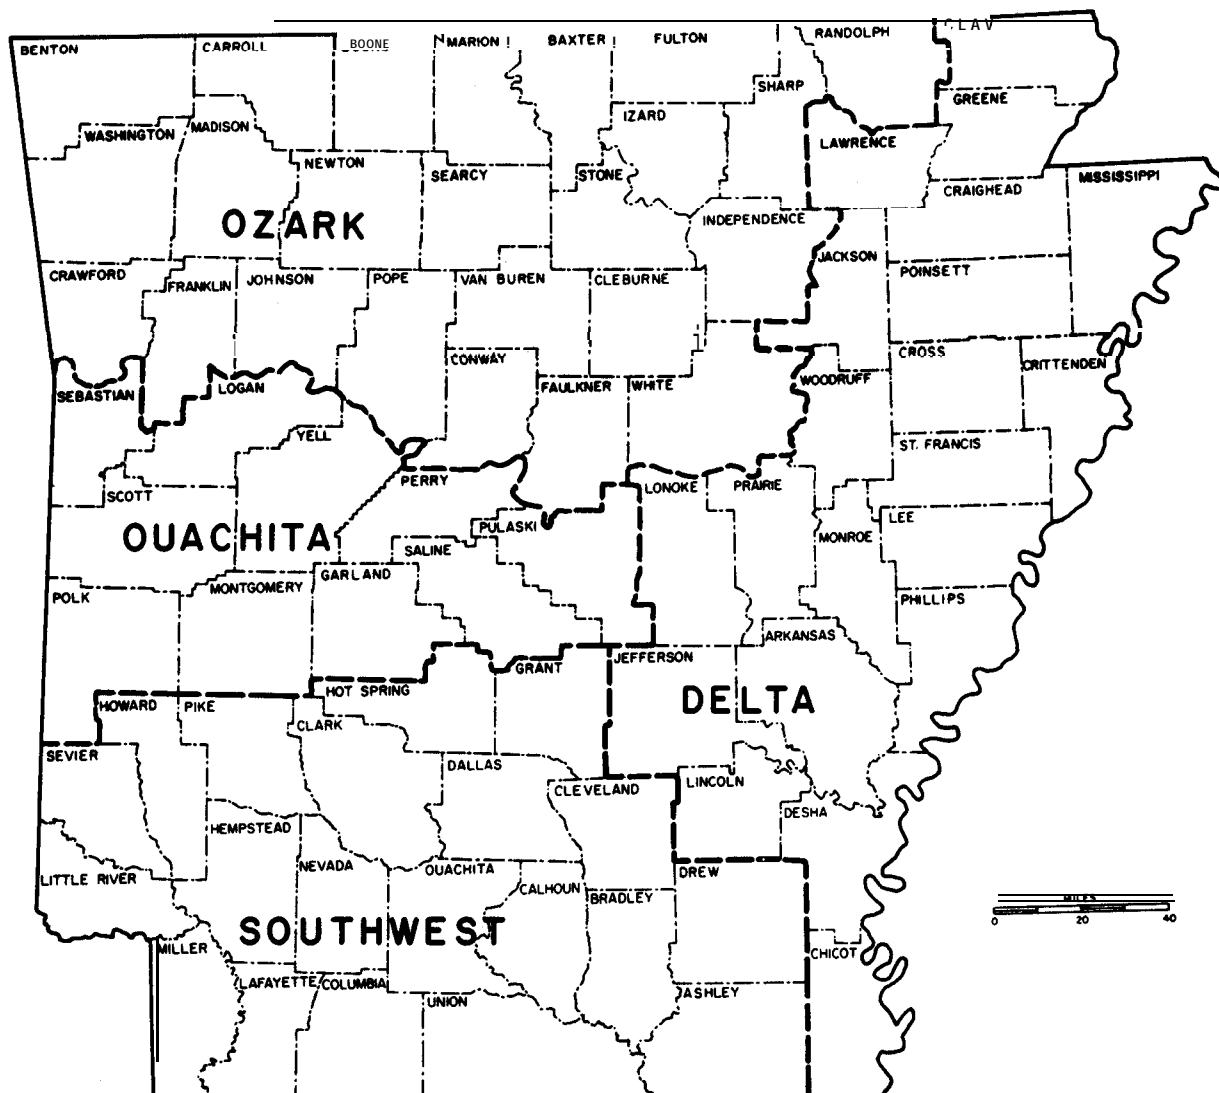 BENTON
CARROLL
BOONE
MARION
BAXTER
FULTON
RANDOLPH
CLAY
SHARP
GREENE
IZARD
WASHINGTON
MADISON
LAWRENCE
NEWTON
SEARCY
STONE
CRAIGHEAD
MISSISSIPPI
OZARK
INDEPENDENCE
JACKSON
POINSETT
CRAWFORD
FRANKLIN
JOHNSON
POPE
VAN BUREN
CLEBURNE
CONWAY
CROSS
CRITTENDEN
SEBASTIAN
LOGAN
FAULKNER
WHITE
WOODRUFF
YELL
ST. FRANCIS
SCOTT
PERRY
LONOKE
PRAIRIE
LEE
OUACHITA
PULASKI
SALINE
MONROE
POLK
MONTGOMERY
GARLAND
PHILLIPS
ARKANSAS
GRANT
JEFFERSON
HOWARD
PIKE
HOT SPRING
DELTA
CLARK
SEVIER
DALLAS
CLEVELAND
LINCOLN
DESHA
HEMPSTEAD
NEVADA
OUACHITA
DREW
LITTLE RIVER
CALHOUN
BRADLEY
SOUTHWEST
MILES
0 20 40
MILLER
CHICOT
LAFAYETTE
COLUMBIA
UNION
ASHLEY